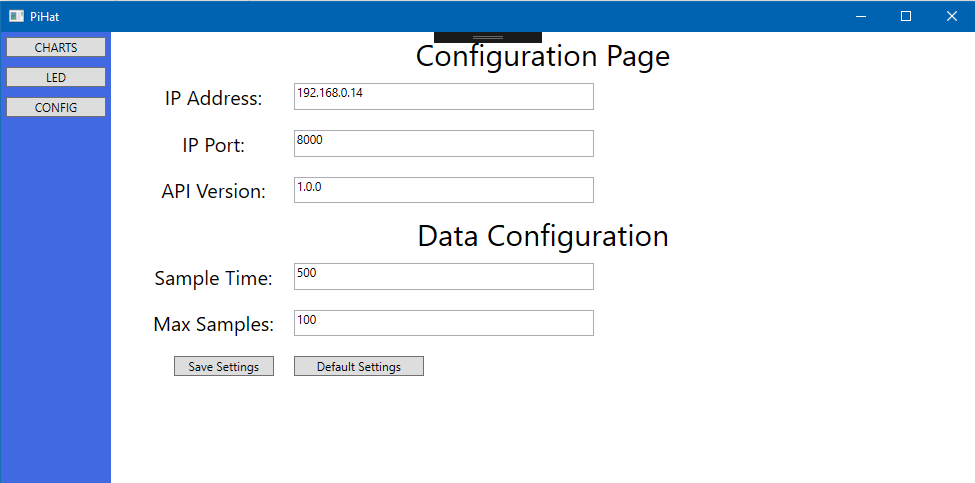 PiHat
CHARTS
LED
CONFIG
Configuration Page
IP Address: 192.168.0.14
IP Port: 8000
API Version: 1.0.0
Data Configuration
Sample Time: 500
Max Samples: 100
Save Settings Default Settings